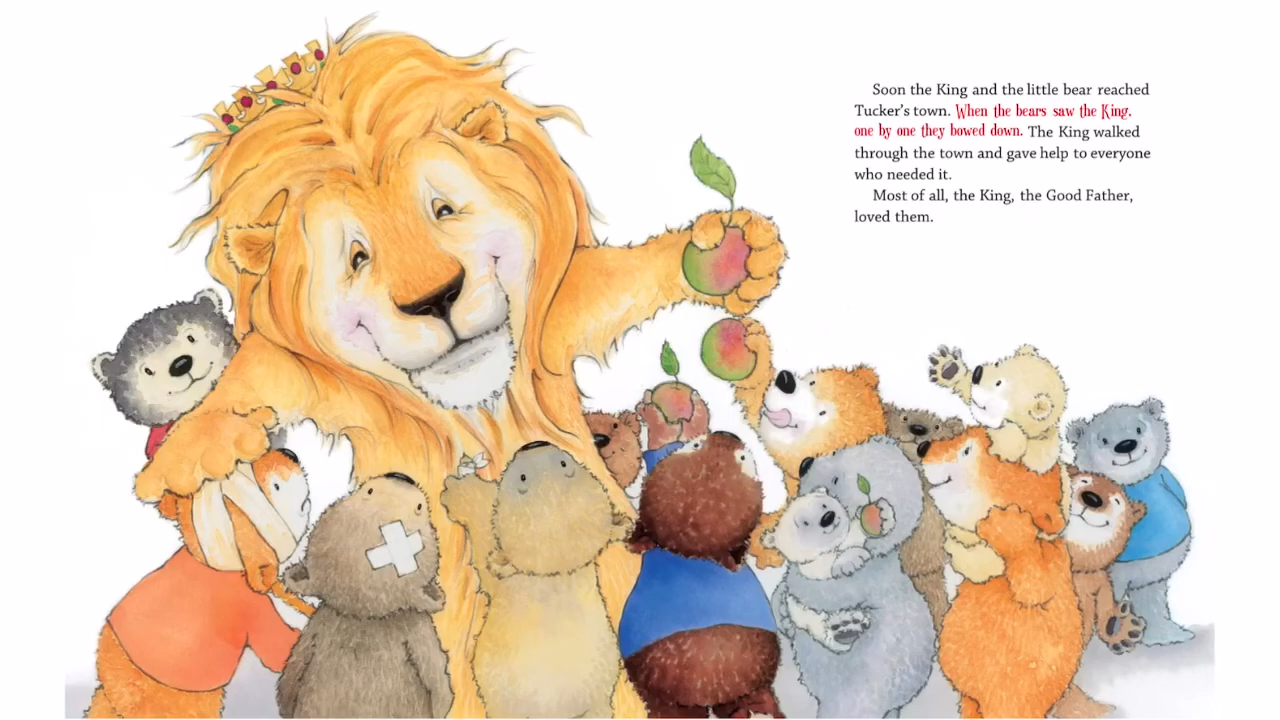 Soon the King and the little bear reached
Tucker's town. When the bears saw the King,
one by one they bowed down. The King walked
through the town and gave help to everyone
who needed it.
Most of all, the King, the Good Father,
loved them.